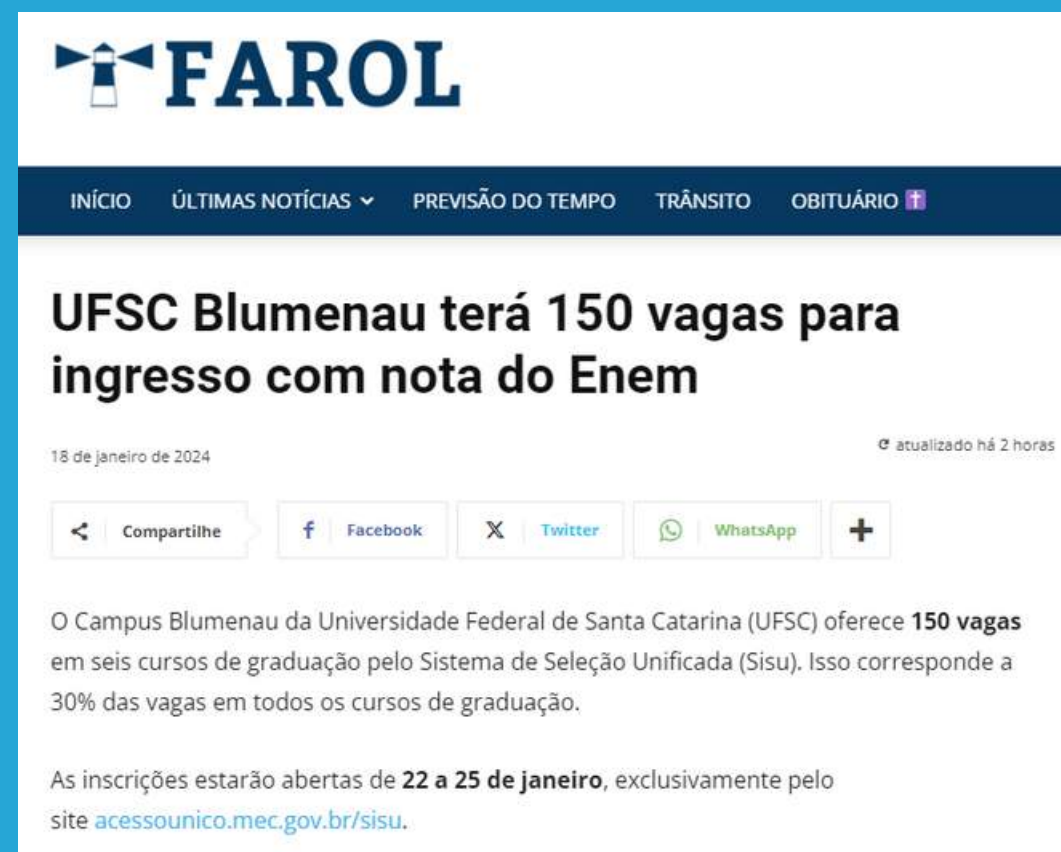 FAROL
INÍCIO ÚLTIMAS NOTÍCIAS PREVISÃO DO TEMPO TRÂNSITO OBITUÁRIO
UFSC Blumenau terá 150 vagas para
ingresso com nota do Enem
18 de janeiro de 2024 atualizado há 2 horas
Compartilhe Facebook Twitter WhatsApp
O Campus Blumenau da Universidade Federal de Santa Catarina (UFSC) oferece 150 vagas
em seis cursos de graduação pelo Sistema de Seleção Unificada (Sisu). Isso corresponde a
30% das vagas em todos os cursos de graduação.
As inscrições estarão abertas de 22 a 25 de janeiro, exclusivamente pelo
site acessounico.mec.gov.br/sisu.